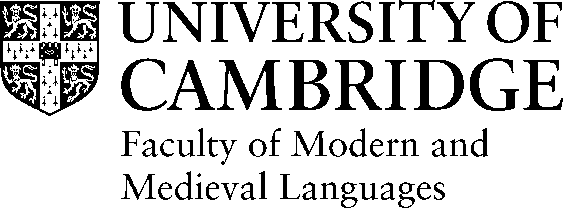 UNIVERSITY OF
CAMBRIDGE
Faculty of Modern and
Medieval Languages